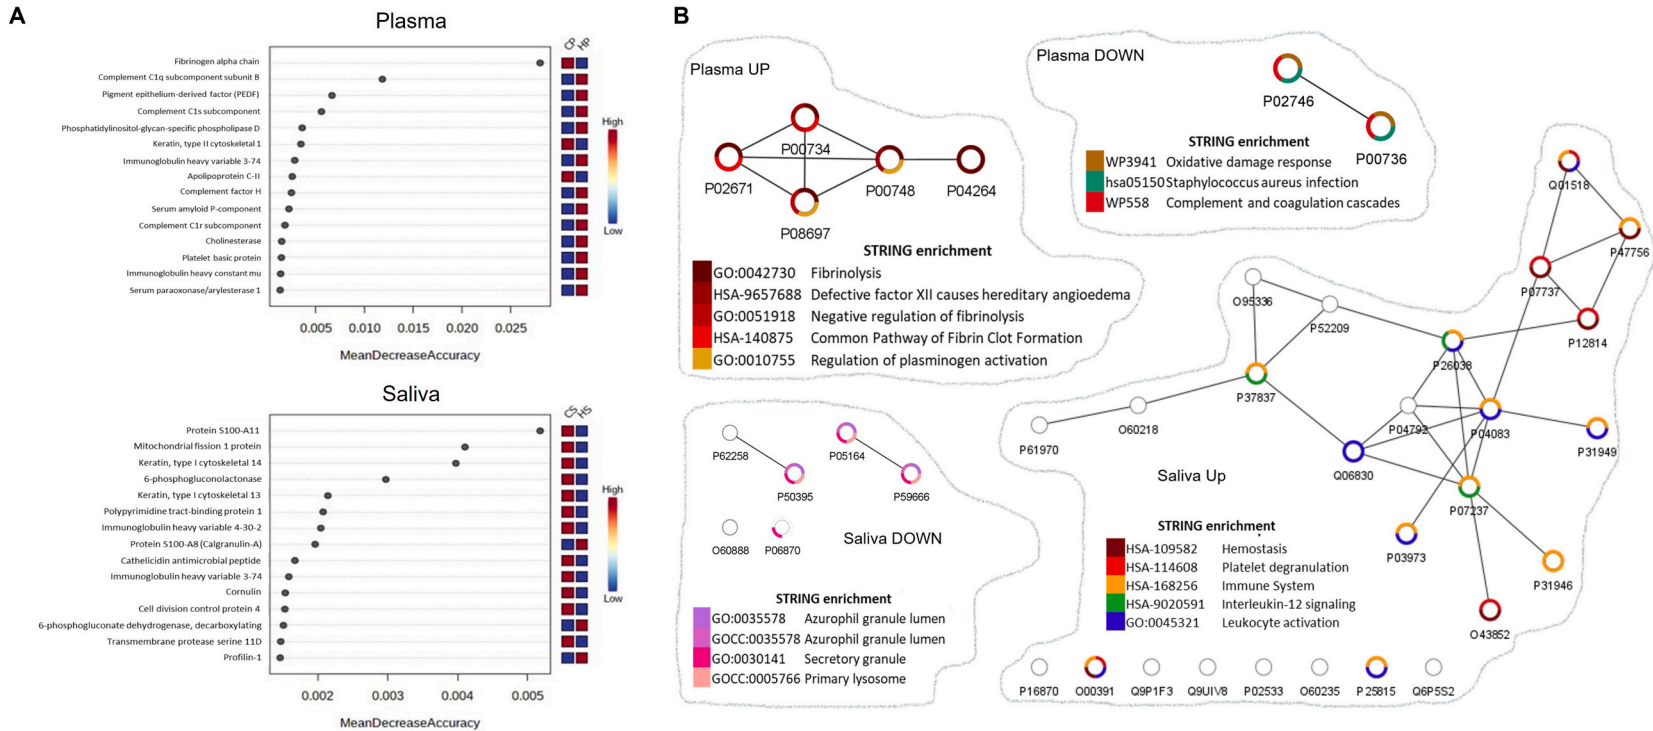 A
Plasma
CP HP
Fibrinogen alpha chain
Complement C1q subcomponent subunit B
Pigment epithelium-derived factor (PEDF)
Complement C1s subcomponent
Phosphatidylinositol-glycan-specific phospholipase D
Keratin, type II cytoskeletal 1
Immunoglobulin heavy variable 3-74
Apolipoprotein C-II
Complement factor H
Serum amyloid P-component
Complement C1r subcomponent
Cholinesterase
Platelet basic protein
Immunoglobulin heavy constant mu
Serum paraoxonase/arylesterase 1
High
Low
0.005 0.010 0.015 0.020 0.025
MeanDecreaseAccuracy
Saliva
CS HS
Protein S100-A11
Mitochondrial fission 1 protein
Keratin, type I cytoskeletal 14
6-phosphogluconolactonase
Keratin, type I cytoskeletal 13
Polypyrimidine tract-binding protein 1
Immunoglobulin heavy variable 4-30-2
Protein S100-A8 (Calgranulin-A)
Cathelicidin antimicrobial peptide
Immunoglobulin heavy variable 3-74
Cornulin
Cell division control protein 4
6-phosphogluconate dehydrogenase, decarboxylating
Transmembrane protease serine 11D
Profilin-1
High
Low
0.002 0.003 0.004 0.005
MeanDecreaseAccuracy
B
Plasma UP
P00734
P02671
P00748
P04264
P08697
STRING enrichment
GO:0042730 Fibrinolysis
HSA-9657688 Defective factor XII causes hereditary angioedema
GO:0051918 Negative regulation of fibrinolysis
HSA-140875 Common Pathway of Fibrin Clot Formation
GO:0010755 Regulation of plasminogen activation
Plasma DOWN
P02746
P00736
STRING enrichment
WP3941 Oxidative damage response
hsa05150 Staphylococcus aureus infection
WP558 Complement and coagulation cascades
P62258
P05164
P50395
P59666
O60888
P06870
Saliva DOWN
STRING enrichment
GO:0035578 Azurophil granule lumen
GOCC:0035578 Azurophil granule lumen
GO:0030141 Secretory granule
GOCC:0005766 Primary lysosome
Q01518
P47756
P07737
P12814
O95336
P52209
P26038
P37837
P04792
P04083
P31949
O60218
P61970
Q06830
Saliva Up
P07237
P03973
P31946
O43852
STRING enrichment
HSA-109582 Hemostasis
HSA-114608 Platelet degranulation
HSA-168256 Immune System
HSA-9020591 Interleukin-12 signaling
GO:0045321 Leukocyte activation
P16870 O00391 Q9P1F3 Q9UIV8 P02533 O60235 P25815 Q6P5S2